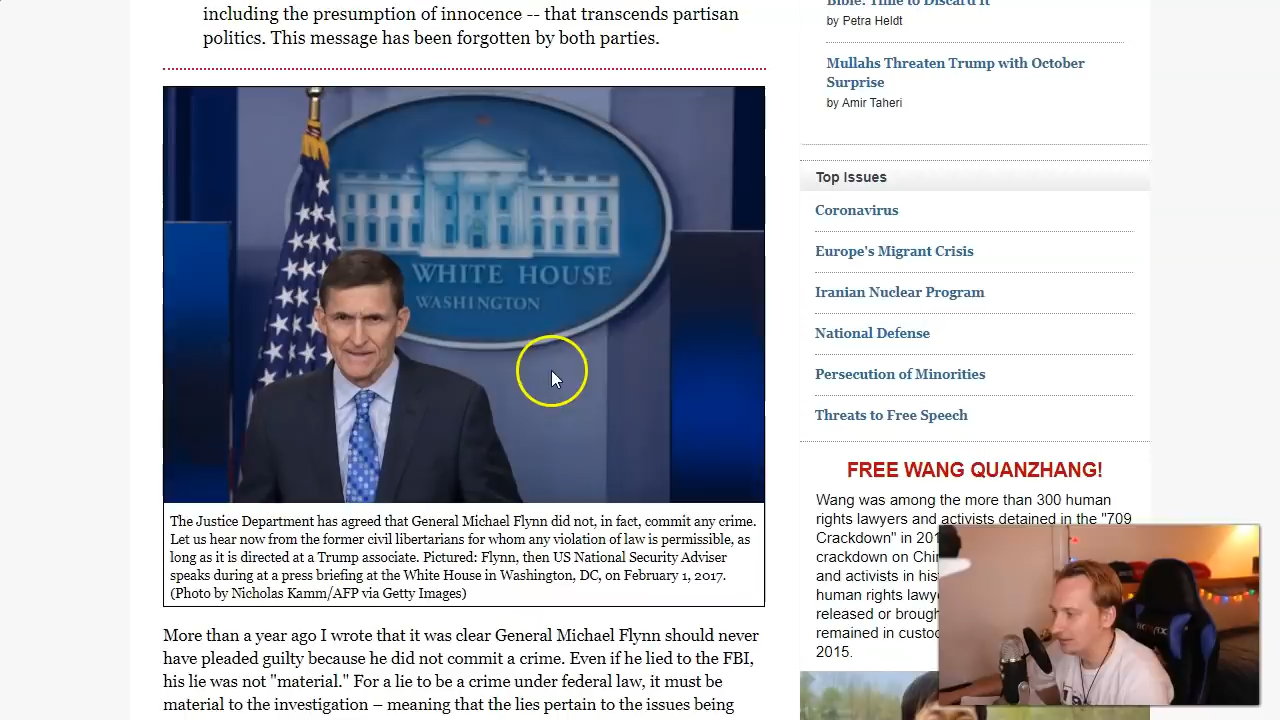 including the presumption of innocence -- that transcends partisan
politics. This message has been forgotten by both parties.
WHITE HOUSE
WASHINGTON
The Justice Department has agreed that General Michael Flynn did not, in fact, commit any crime.
Let us hear now from the former civil libertarians for whom any violation of law is permissible, as
long as it is directed at a Trump associate. Pictured: Flynn, then US National Security Adviser
speaks during at a press briefing at the White House in Washington, DC, on February 1, 2017.
(Photo by Nicholas Kamm/AFP via Getty Images)
More than a year ago I wrote that it was clear General Michael Flynn should never
have pleaded guilty because he did not commit a crime. Even if he lied to the FBI,
his lie was not "material." For a lie to be a crime under federal law, it must be
material to the investigation – meaning that the lies pertain to the issues being
Bible: Time to Discard It
by Petra Heldt
Mullahs Threaten Trump with October
Surprise
by Amir Taheri
Top Issues
Coronavirus
Europe's Migrant Crisis
Iranian Nuclear Program
National Defense
Persecution of Minorities
Threats to Free Speech
FREE WANG QUANZHANG!
Wang was among the more than 300 human
rights lawyers and activists detained in the "709
Crackdown" in 20
crackdown on Chin
and activists in his
human rights lawy
released or brough
remained in custo
2015.